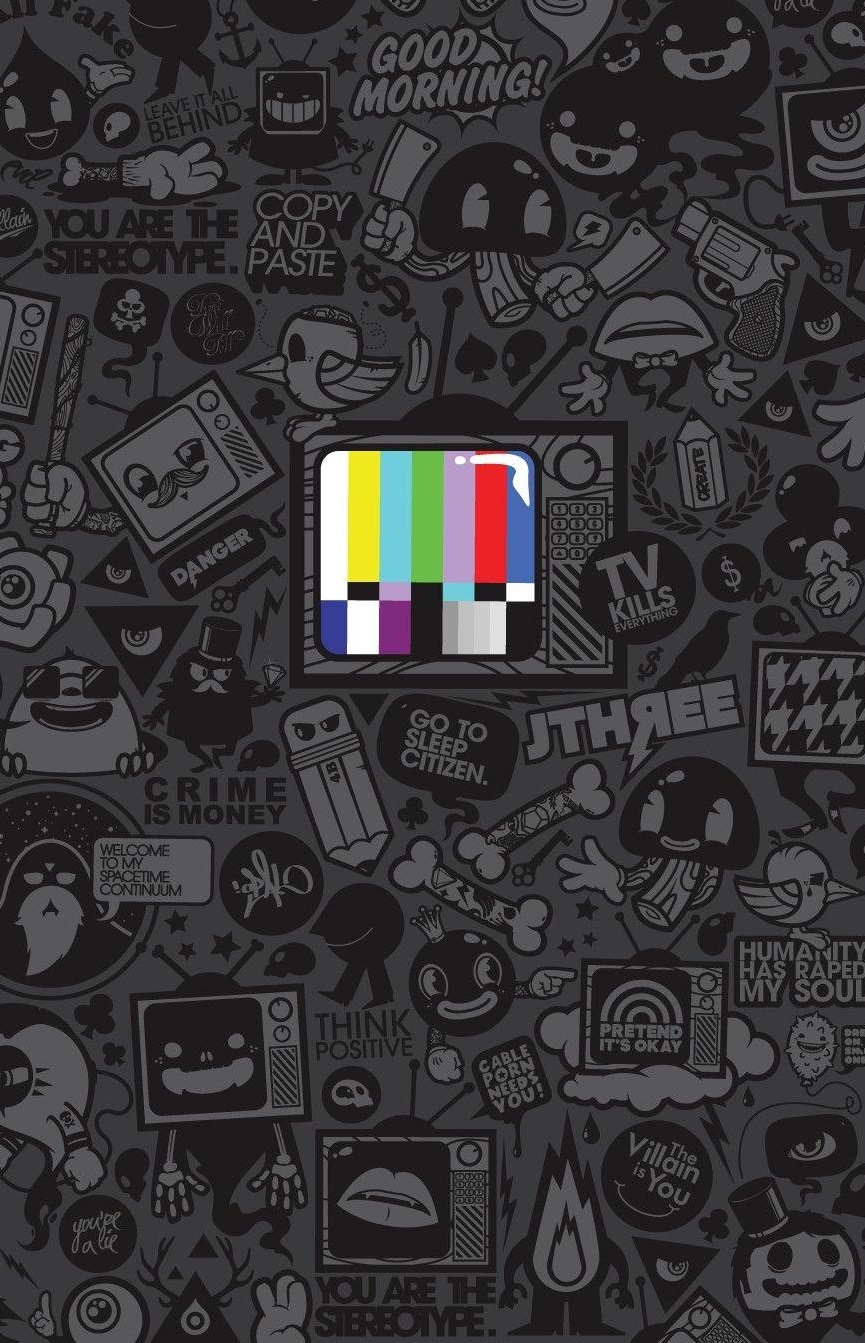 Fake
GOOD
MORNING!
LEAVE IT ALL
BEHIND
YOU ARE THE
STEREOTYPE.
COPY
AND
PASTE
CREATE
DANGER
TV
KILLS
EVERYTHING
$
$
JTHREE
GO TO
SLEEP
CITIZEN.
4B
CRIME
IS MONEY
WELCOME
TO MY
SPACETIME
CONTINUUM
HUMANITY
HAS RAPED
MY SOUL
THINK
POSITIVE
PRETEND
IT'S OKAY
CABLE
PORN
NEEDS
YOU!
The
Villain
is You
you're
a lie
YOU ARE THE
STEREOTYPE.